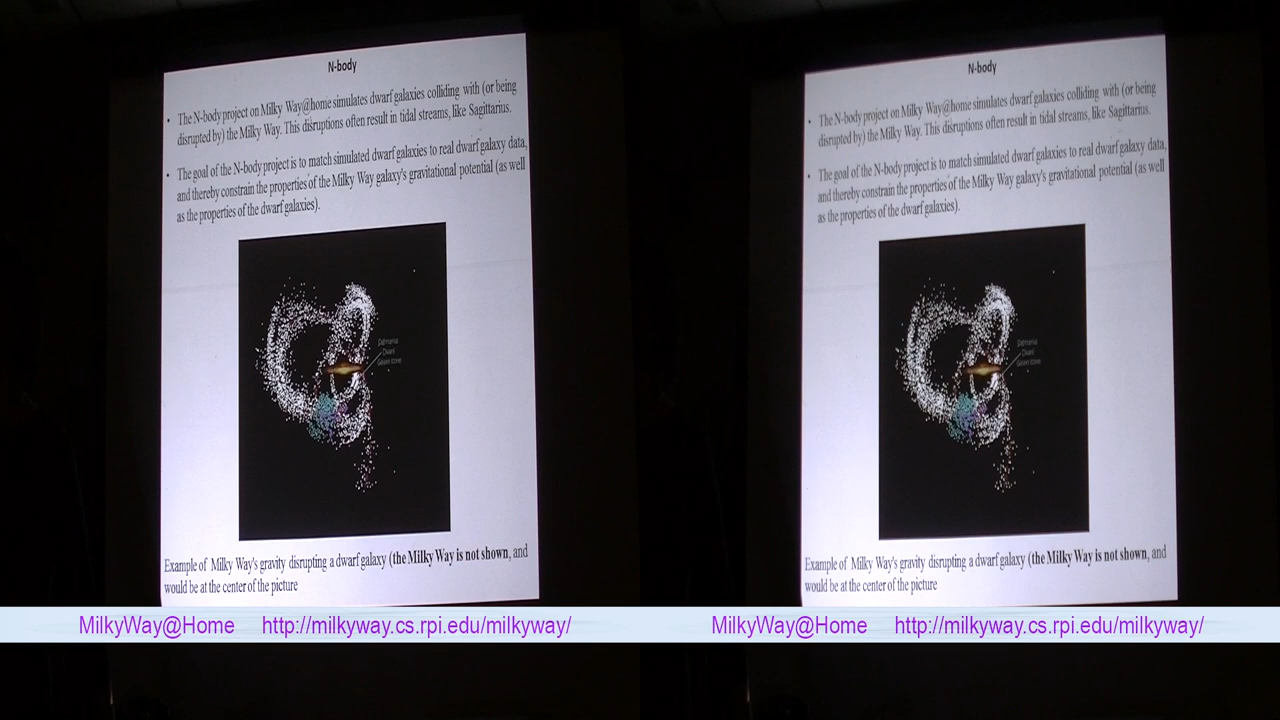 N-body
• The N-body project on Milky Way@home simulates dwarf galaxies colliding with (or being
disrupted by) the Milky Way. This disruptions often result in tidal streams, like Sagittarius.
• The goal of the N-body project is to match simulated dwarf galaxies to real dwarf galaxy data,
and thereby constrain the properties of the Milky Way galaxy's gravitational potential (as well
as the properties of the dwarf galaxies).
Dwarf
Example of Milky Way's gravity disrupting a dwarf galaxy (the Milky Way is not shown, and
would be at the center of the picture
MilkyWay@Home http://milkyway.cs.rpi.edu/milkyway/
N-body
• The N-body project on Milky Way@home simulates dwarf galaxies colliding with (or being
disrupted by) the Milky Way. This disruptions often result in tidal streams, like Sagittarius.
• The goal of the N-body project is to match simulated dwarf galaxies to real dwarf galaxy data,
and thereby constrain the properties of the Milky Way galaxy's gravitational potential (as well
as the properties of the dwarf galaxies).
Dwarf
Example of Milky Way's gravity disrupting a dwarf galaxy (the Milky Way is not shown, and
would be at the center of the picture
MilkyWay@Home http://milkyway.cs.rpi.edu/milkyway/